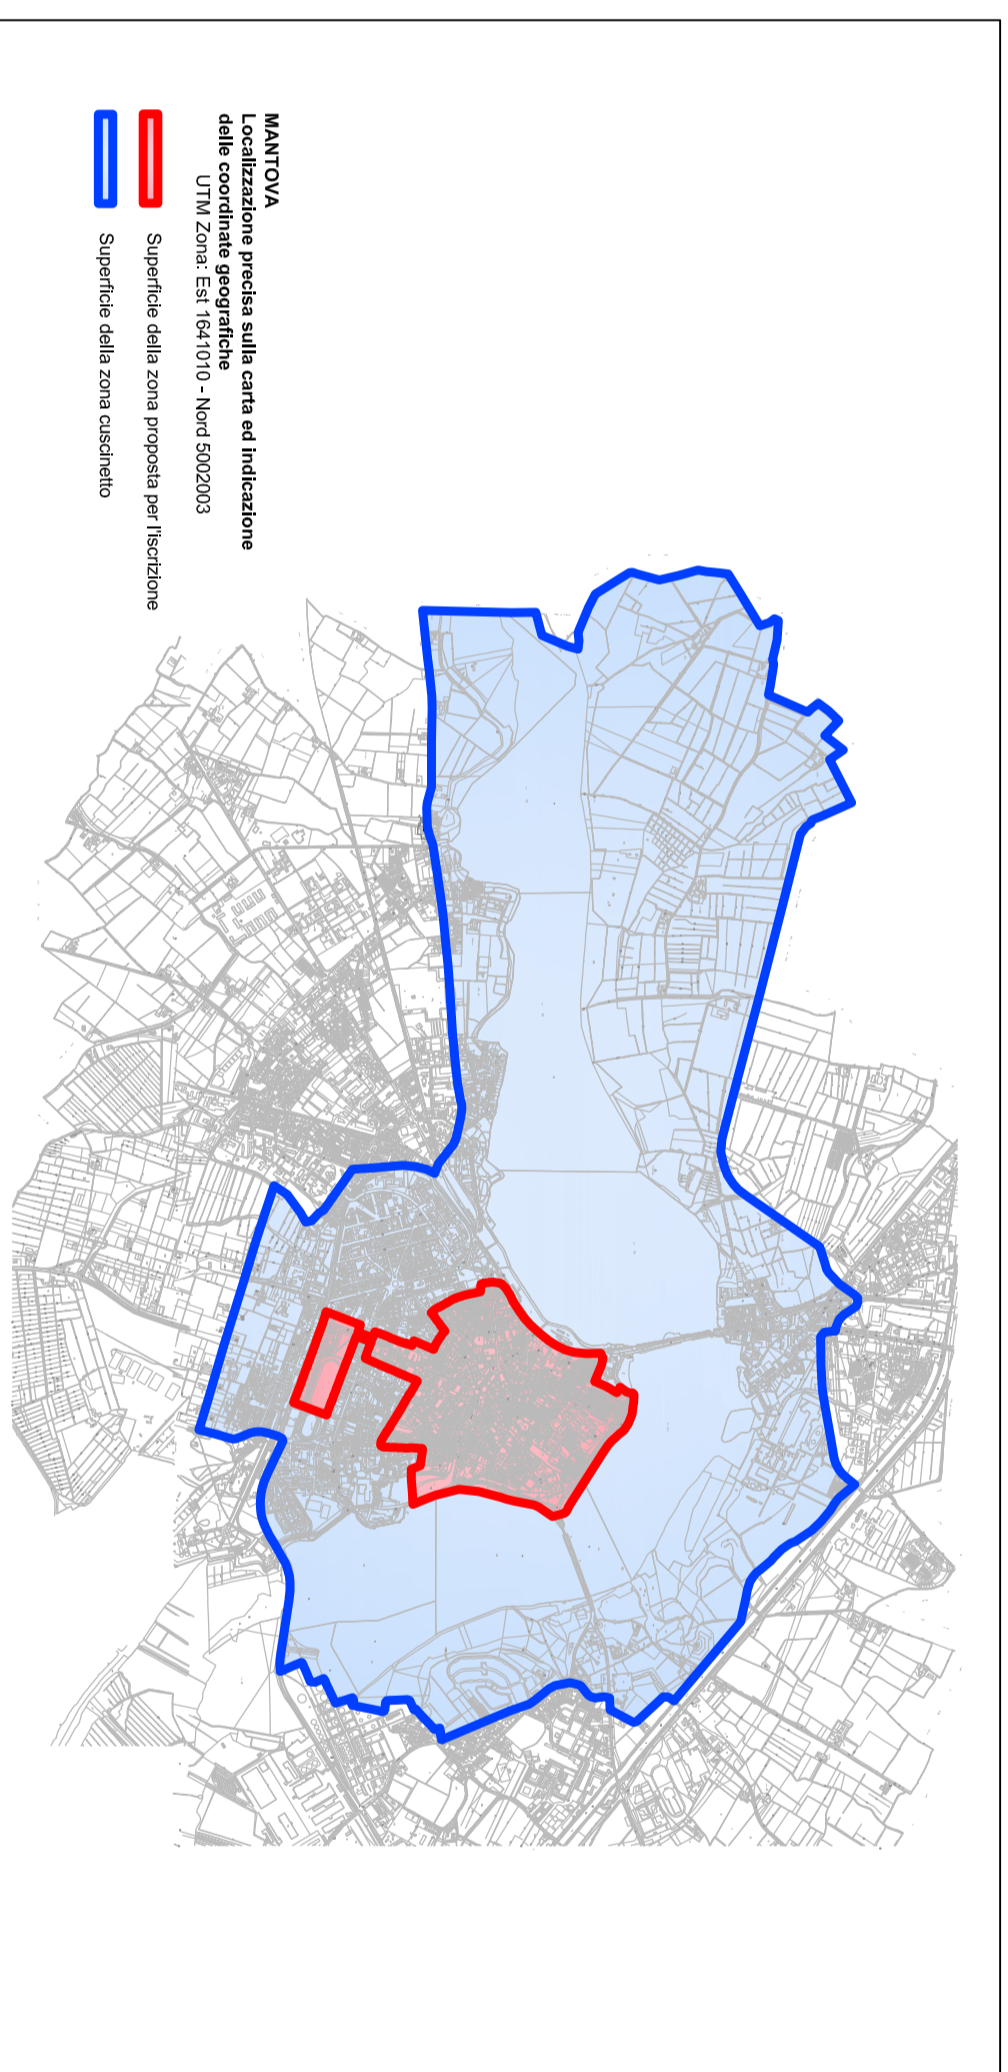 MANTOVA
Localizzazione precisa sulla carta ed indicazione
delle coordinate geografiche
UTM Zona: Est 1641010 - Nord 5002003
Superficie della zona proposta per l'iscrizione
Superficie della zona cuscinetto